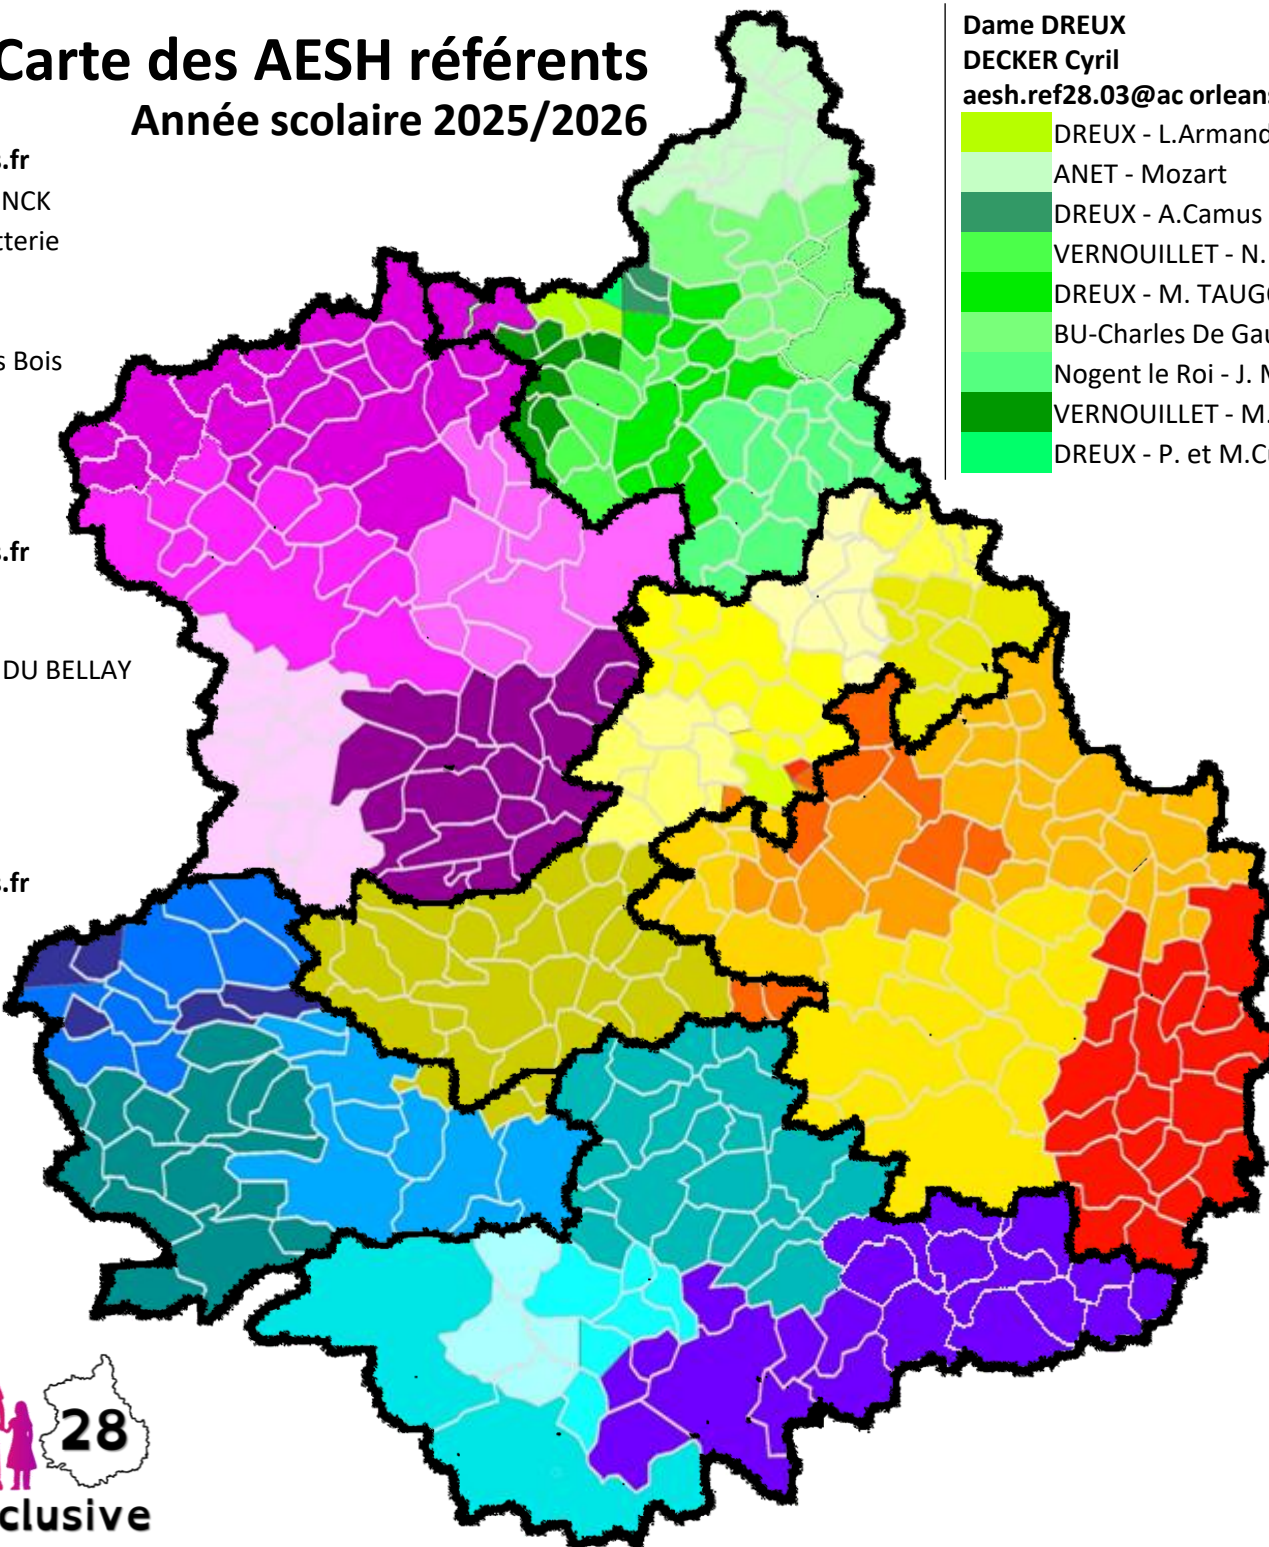 Carte des AESH référents
Année scolaire 2025/2026
s.fr
NCK
tterie
s Bois
s.fr
DU BELLAY
s.fr
28
clusive
Dame DREUX
DECKER Cyril
aesh.ref28.03@ac orleans
DREUX - L.Armand
ANET - Mozart
DREUX - A.Camus
VERNOUILLET - N.
DREUX - M. TAUG
BU-Charles De Gau
Nogent le Roi - J. M
VERNOUILLET - M.
DREUX - P. et M.Cu